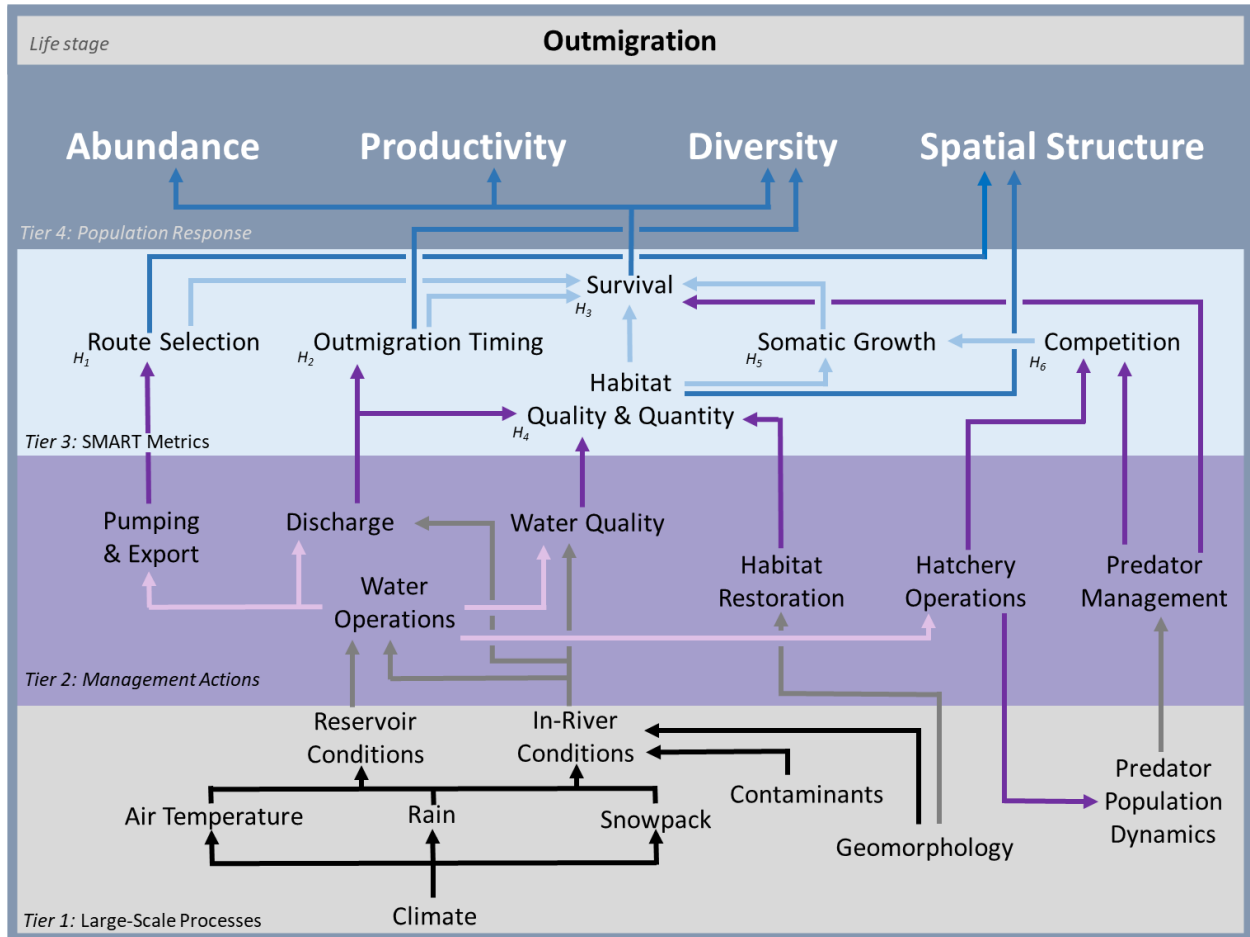 Life stage
Outmigration
Abundance
Productivity
Diversity
Spatial Structure
Tier 4: Population Response
Survival
H3
Route Selection
H1
Outmigration Timing
H2
Somatic Growth
H5
Competition
H6
Habitat
Quality & Quantity
H4
Tier 3: SMART Metrics
Pumping
& Export
Discharge
Water Quality
Water
Operations
Habitat
Restoration
Hatchery
Operations
Predator
Management
Tier 2: Management Actions
Reservoir
Conditions
In-River
Conditions
Contaminants
Predator
Population
Dynamics
Air Temperature
Rain
Snowpack
Geomorphology
Climate
Tier 1: Large-Scale Processes